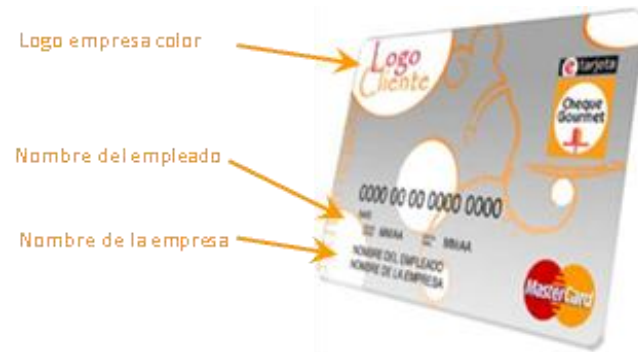 Logo empresa color
Nombre del empleado
Nombre de la empresa
Logo
Cliente
e tarjeta
Cheque
Gourmet
0000 00 00 0000 0000
MM/AA MM/AA
NOMBRE DEL EMPLEADO
NOMBRE DE LA EMPRESA
MasterCard